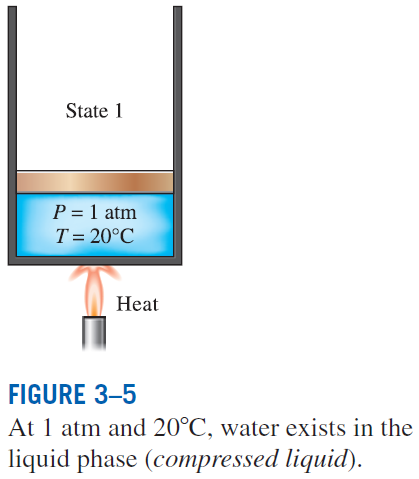 State 1
P = 1 atm
T = 20°C
Heat
FIGURE 3–5
At 1 atm and 20°C, water exists in the
liquid phase (compressed liquid).